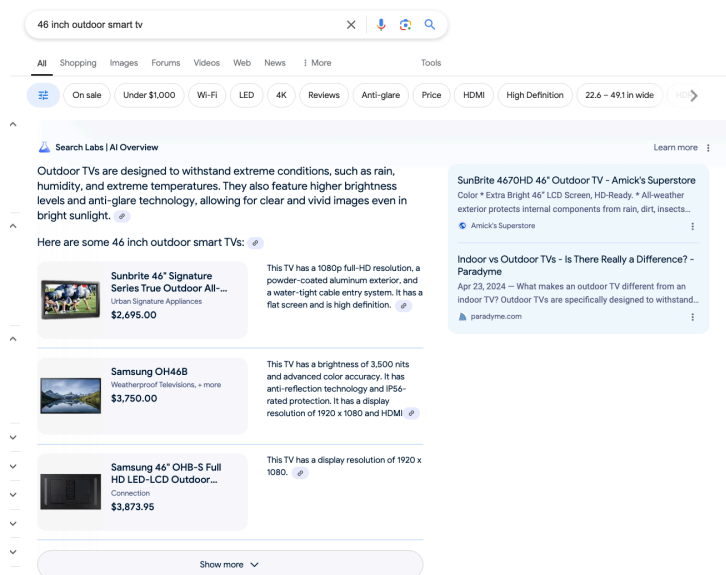 46 inch outdoor smart tv
All Shopping Images Forums Videos Web News More Tools
On sale Under $1,000 Wi-Fi LED 4K Reviews Anti-glare Price HDMI High Definition 22.6 – 49.1 in wide
Search Labs | AI Overview
Learn more
Outdoor TVs are designed to withstand extreme conditions, such as rain,
humidity, and extreme temperatures. They also feature higher brightness
levels and anti-glare technology, allowing for clear and vivid images even in
bright sunlight.
Here are some 46 inch outdoor smart TVs:
Sunbrite 46" Signature
Series True Outdoor All-...
Urban Signature Appliances
$2,695.00
This TV has a 1080p full-HD resolution, a
powder-coated aluminum exterior, and
a water-tight cable entry system. It has a
flat screen and is high definition.
Samsung OH46B
Weatherproof Televisions, + more
$3,750.00
This TV has a brightness of 3,500 nits
and advanced color accuracy. It has
anti-reflection technology and IP56-
rated protection. It has a display
resolution of 1920 x 1080 and HDMI
Samsung 46" OHB-S Full
HD LED-LCD Outdoor...
Connection
$3,873.95
This TV has a display resolution of 1920 x
1080.
Show more
SunBrite 4670HD 46" Outdoor TV - Amick's Superstore
Color * Extra Bright 46" LCD Screen, HD-Ready. * All-weather
exterior protects internal components from rain, dirt, insects...
Amick's Superstore
Indoor vs Outdoor TVs - Is There Really a Difference? -
Paradyme
Apr 23, 2024 — What makes an outdoor TV different from an
indoor TV? Outdoor TVs are specifically designed to withstand...
paradyme.com